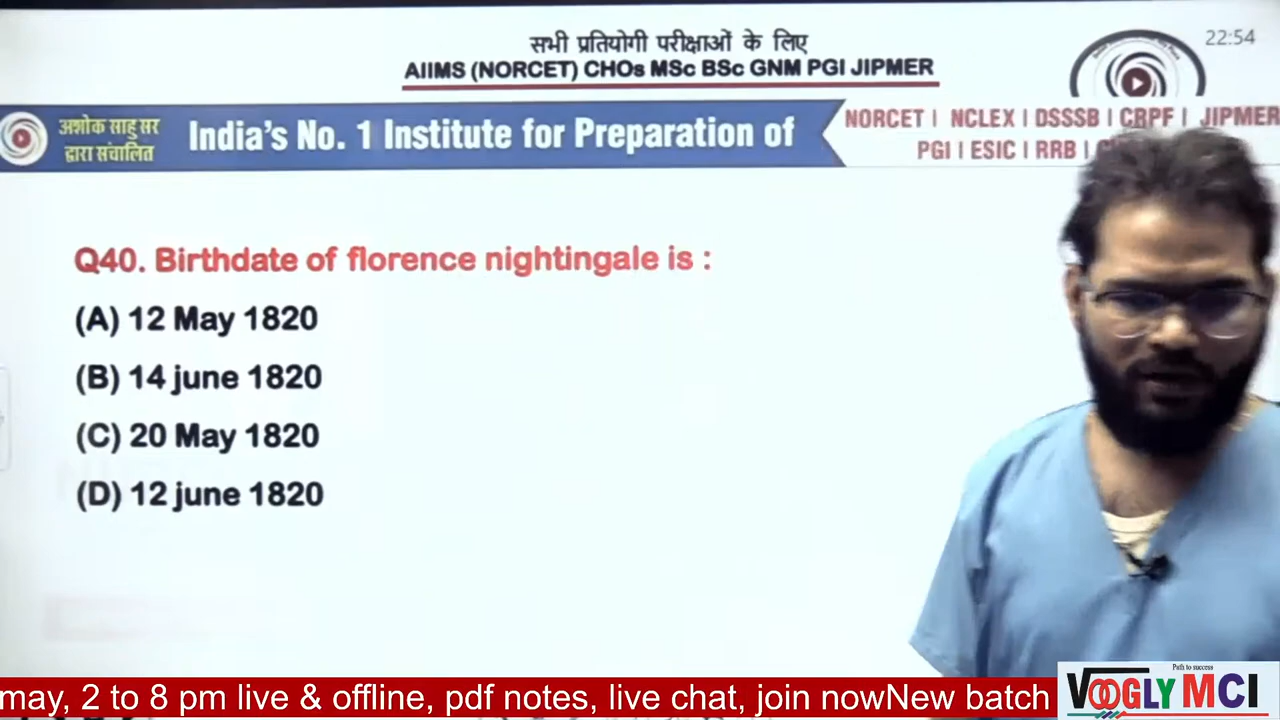 सभी प्रतियोगी परीक्षाओं के लिए
22:54
AIIMS (NORCET) CHOs MSc BSc GNM PGI JIPMER
अशोक साहु सर
द्वारा संचालित
India's No. 1 Institute for Preparation of
NORCET I NCLEX I DSSSB I CRPF I JIPMER
PGI I ESIC I RRB I
Q40. Birthdate of florence nightingale is :
(A) 12 May 1820
(B) 14 june 1820
(C) 20 May 1820
(D) 12 june 1820
may, 2 to 8 pm live & offline, pdf notes, live chat, join nowNew batch
Path to success
VOOGLY MCI